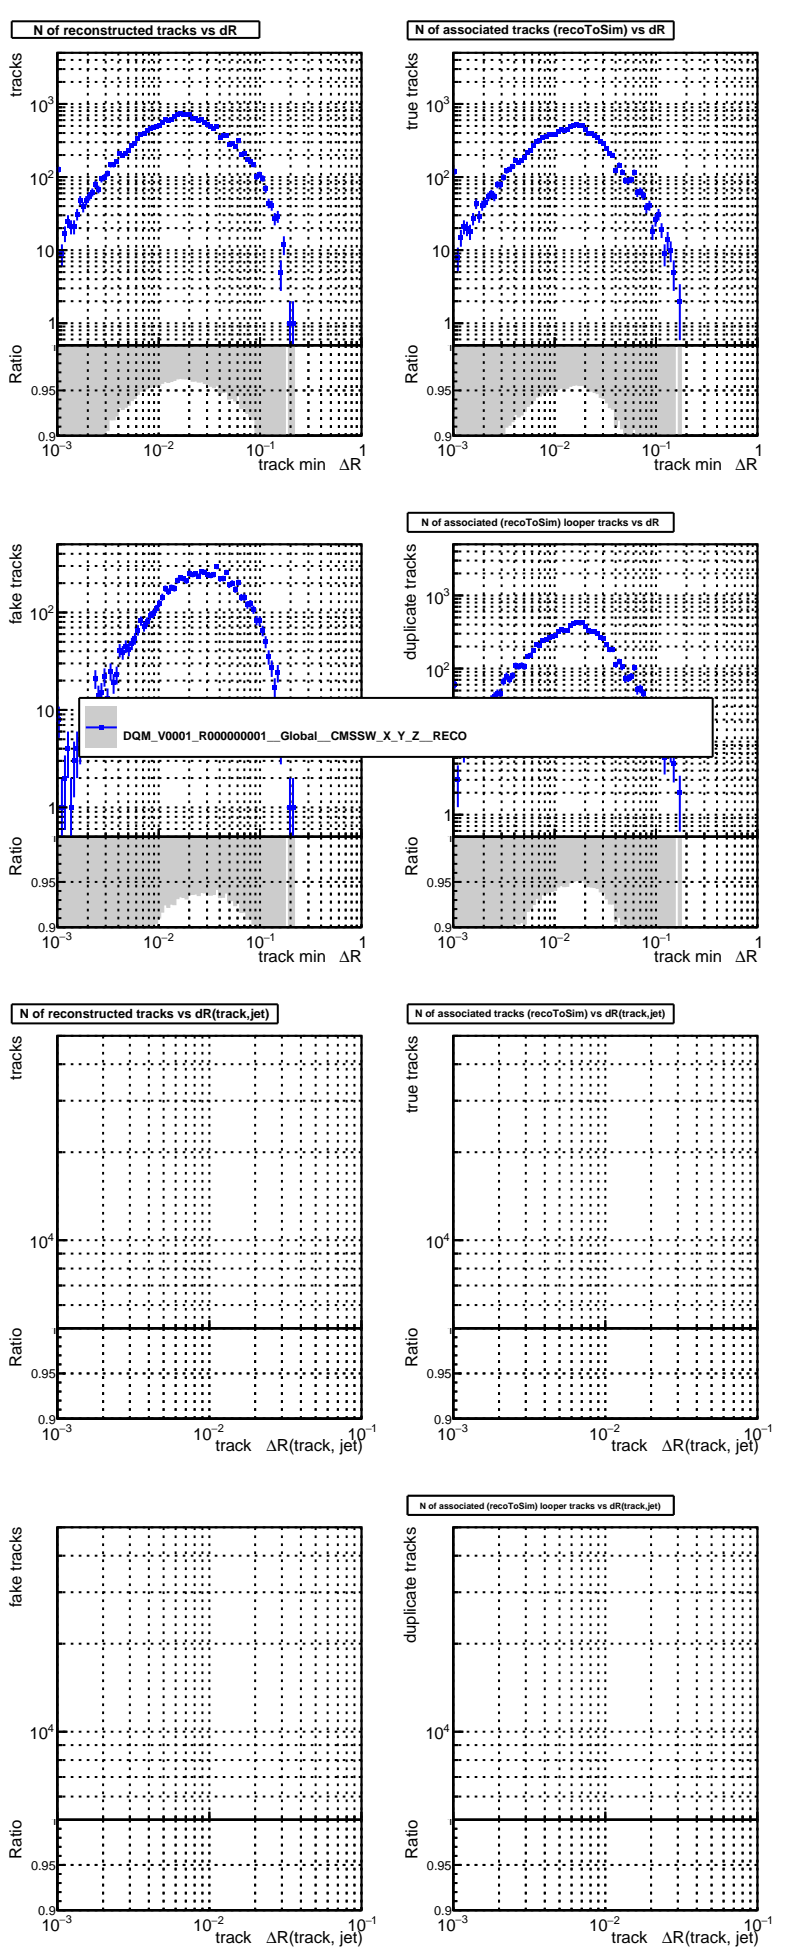 N of reconstructed tracks vs dR
N of associated tracks (recoToSim) vs dR
tracks
10³
10²
10
1
Ratio
0.95
0.9
10⁻³ 10⁻² 10⁻¹ 1
track min ΔR
true tracks
10³
10²
10
1
Ratio
0.95
0.9
10⁻³ 10⁻² 10⁻¹ 1
track min ΔR
N of associated (recoToSim) looper tracks vs dR
fake tracks
10²
10
1
Ratio
0.95
0.9
10⁻³ 10⁻² 10⁻¹ 1
track min ΔR
duplicate tracks
10³
10²
1
Ratio
0.95
0.9
10⁻³ 10⁻² 10⁻¹ 1
track min ΔR
DQM_V0001_R000000001__Global__CMSSW_X_Y_Z__RECO
N of reconstructed tracks vs dR(track,jet)
N of associated tracks (recoToSim) vs dR(track,jet)
tracks
10⁴
Ratio
0.95
0.9
10⁻³ 10⁻² 10⁻¹
track ΔR(track, jet)
true tracks
10⁴
Ratio
0.95
0.9
10⁻³ 10⁻² 10⁻¹
track ΔR(track, jet)
N of associated (recoToSim) looper tracks vs dR(track,jet)
fake tracks
10⁴
Ratio
0.95
0.9
10⁻³ 10⁻² 10⁻¹
track ΔR(track, jet)
duplicate tracks
10⁴
Ratio
0.95
0.9
10⁻³ 10⁻² 10⁻¹
track ΔR(track, jet)